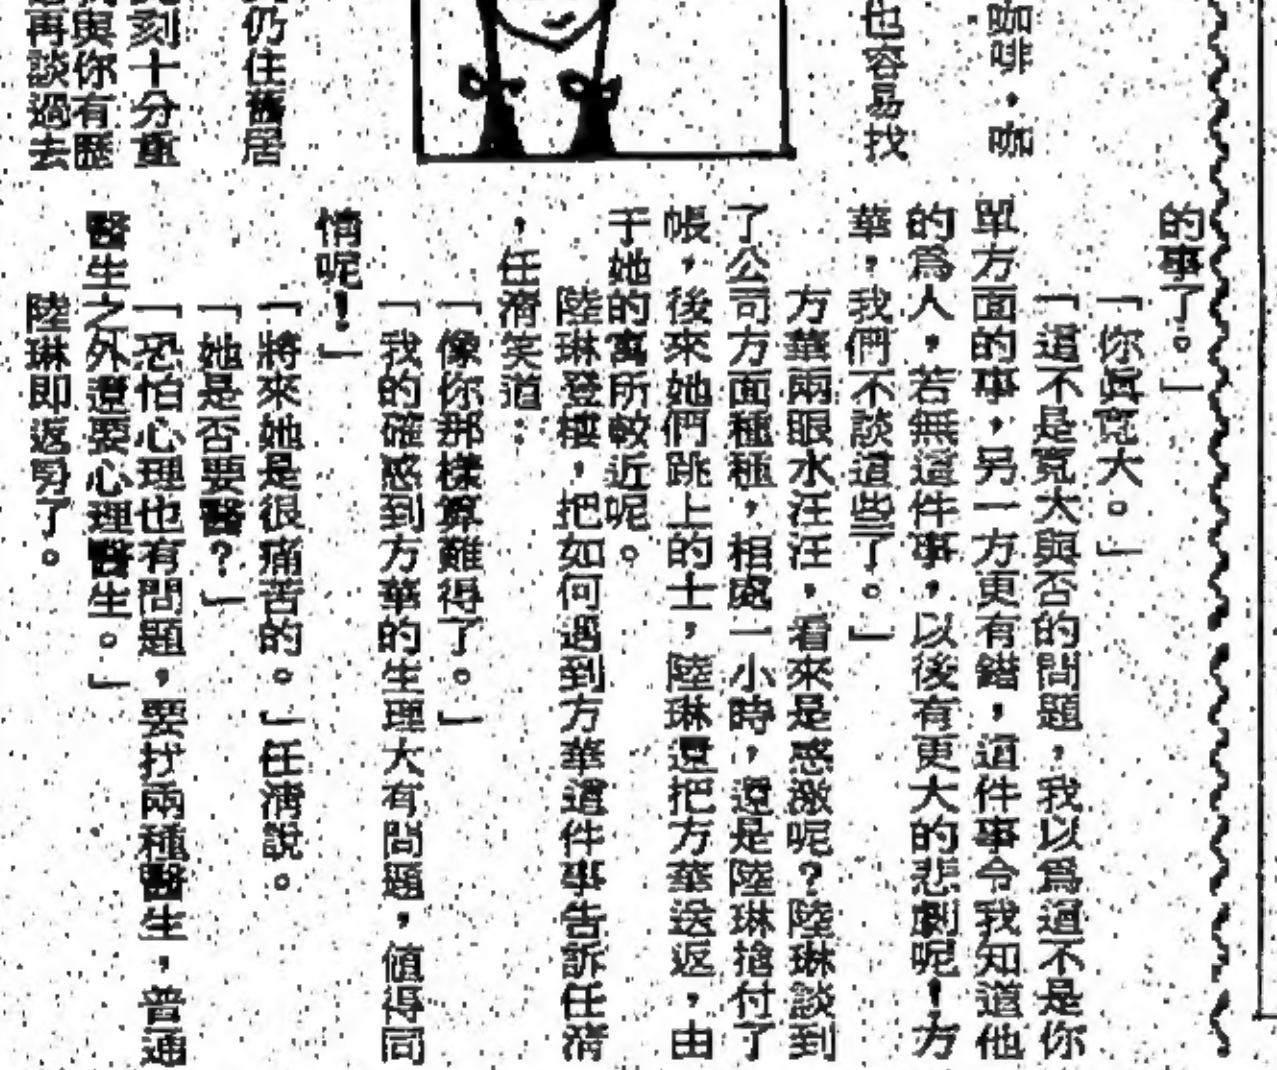 咖啡，咖
也容易找
仍住舊居
刻十分重
與你有歷
再談過去
的事了。」
「你眞寬大。」
「這不是寬大與否的問題，我以爲這不是你
單方面的事，另一方更有錯，這件事令我知道他
的爲人，若無這件事，以後有更大的悲劇呢！方
華，我們不談這些了。」
方華兩眼水汪汪，看來是感激呢？陸琳談到
了公司方面種種，相處一小時，還是陸琳搶付了
帳，後來她們跳上的士，陸琳還把方華送返，由
于她的寓所較近呢。
陸琳登樓，把如何遇到方華這件事告訴任濟
，任濟笑道：
「像你那樣算難得了。」
「我的確感到方華的生理大有問題，値得同
情呢！」
「將來她是很痛苦的。」任濟說。
「她是否要醫？」
「恐怕心理也有問題，要找兩種醫生，普通
醫生之外還要心理醫生。」
陸琳即返房了。